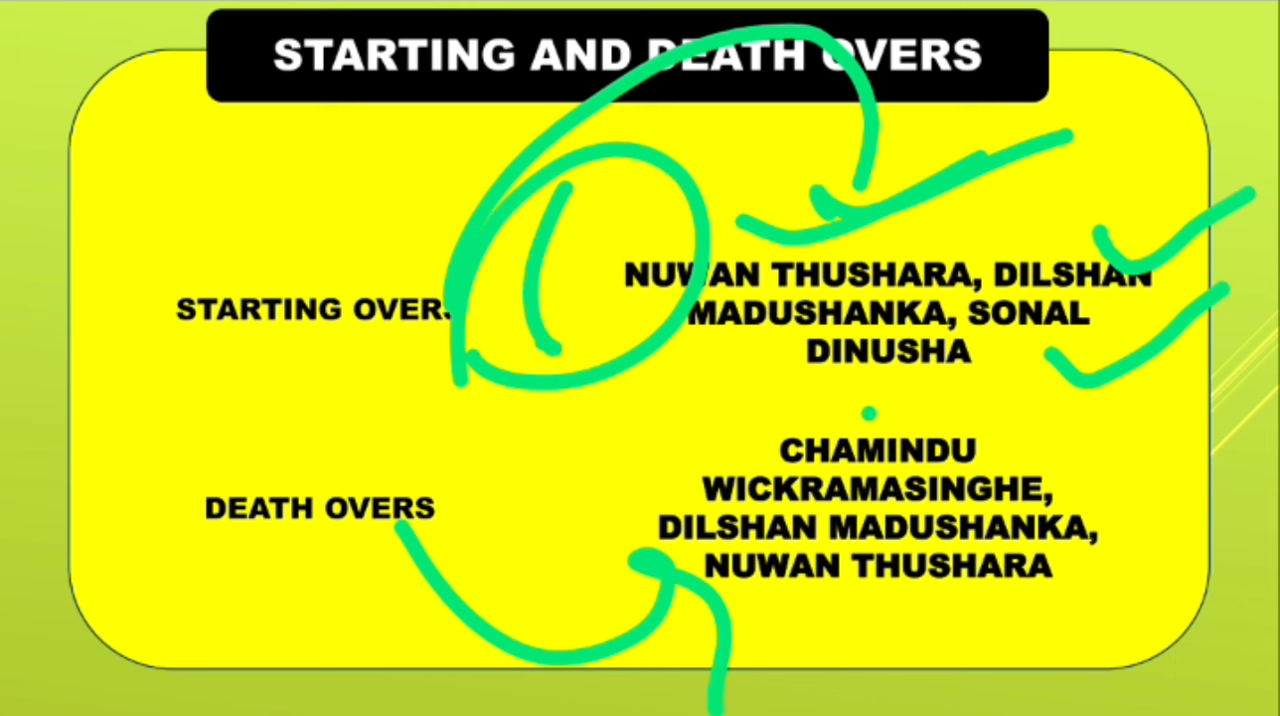 STARTING AND DEATH OVERS
STARTING OVERS
NUWAN THUSHARA, DILSHAN
MADUSHANKA, SONAL
DINUSHA
DEATH OVERS
CHAMINDU
WICKRAMASINGHE,
DILSHAN MADUSHANKA,
NUWAN THUSHARA